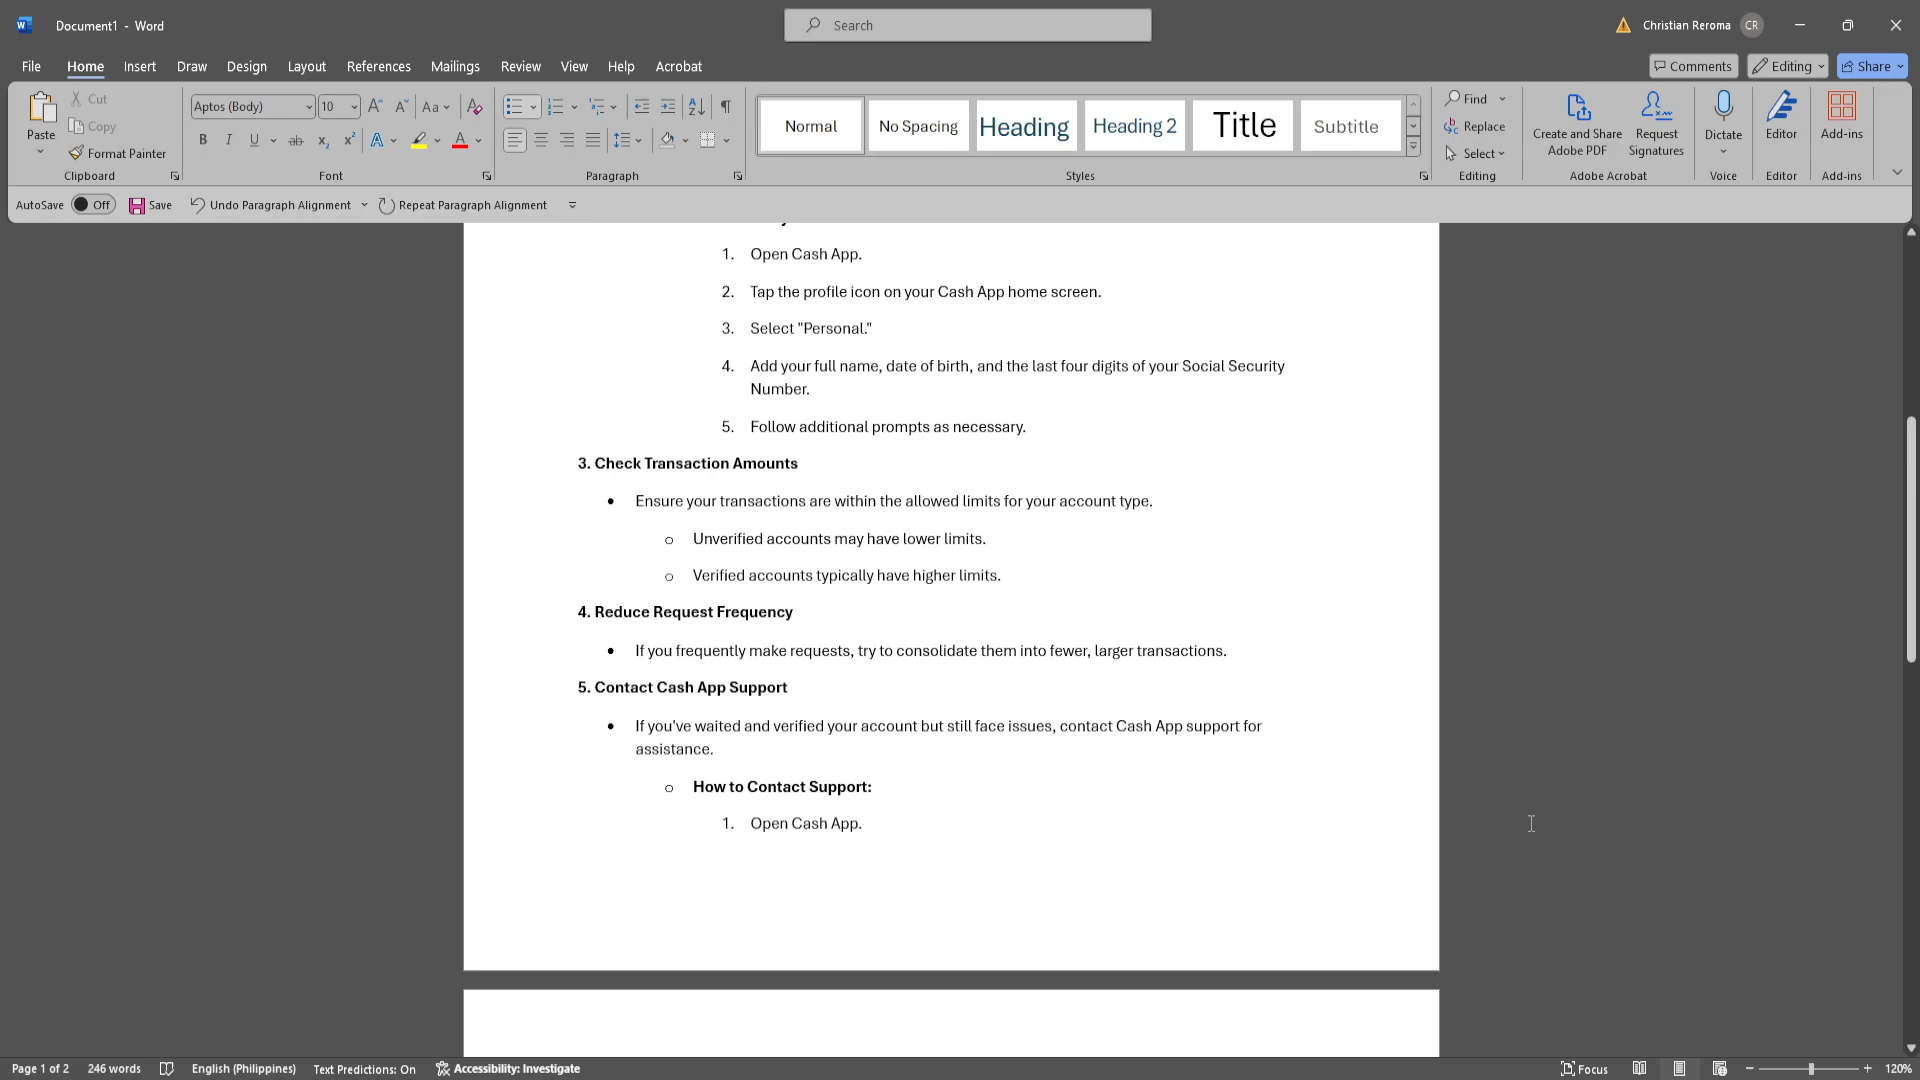 Document1 - Word
Search
Christian Reroma CR
File Home Insert Draw Design Layout References Mailings Review View Help Acrobat
Comments Editing Share
Paste
Cut
Copy
Format Painter
Clipboard
Aptos (Body) 10
Font
Paragraph
Normal No Spacing Heading Heading 2 Title Subtitle
Styles
Find
Replace
Select
Editing
Create and Share
Adobe PDF
Request
Signatures
Adobe Acrobat
Dictate
Voice
Editor
Editor
Add-ins
Add-ins
AutoSave Off Save Undo Paragraph Alignment Repeat Paragraph Alignment
1. Open Cash App.
2. Tap the profile icon on your Cash App home screen.
3. Select "Personal."
4. Add your full name, date of birth, and the last four digits of your Social Security
Number.
5. Follow additional prompts as necessary.
3. Check Transaction Amounts
• Ensure your transactions are within the allowed limits for your account type.
o Unverified accounts may have lower limits.
o Verified accounts typically have higher limits.
4. Reduce Request Frequency
• If you frequently make requests, try to consolidate them into fewer, larger transactions.
5. Contact Cash App Support
• If you've waited and verified your account but still face issues, contact Cash App support for
assistance.
o How to Contact Support:
1. Open Cash App.
Page 1 of 2 246 words English (Philippines) Text Predictions: On Accessibility: Investigate Focus 120%